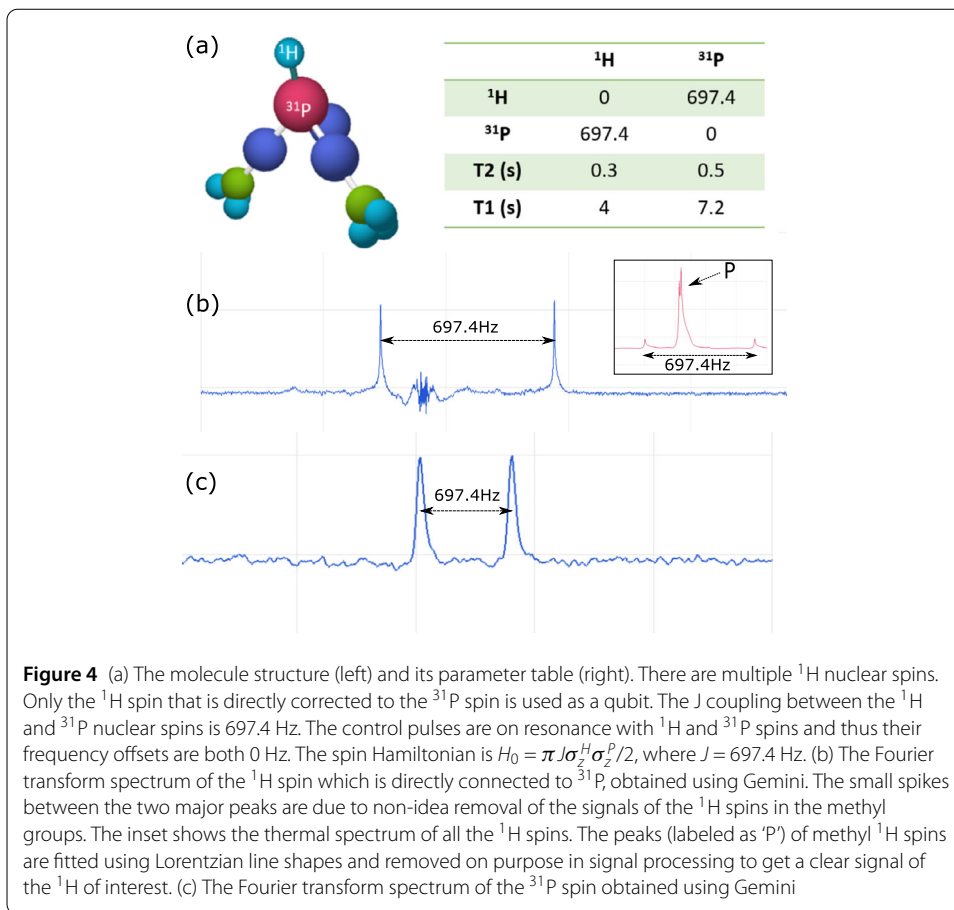 (a)
¹H
³¹P
¹H ³¹P
¹H 0 697.4
³¹P 697.4 0
T2 (s) 0.3 0.5
T1 (s) 4 7.2
(b)
697.4Hz
P
697.4Hz
(c)
697.4Hz
Figure 4 (a) The molecule structure (left) and its parameter table (right). There are multiple ¹H nuclear spins.
Only the ¹H spin that is directly corrected to the ³¹P spin is used as a qubit. The J coupling between the ¹H
and ³¹P nuclear spins is 697.4 Hz. The control pulses are on resonance with ¹H and ³¹P spins and thus their
frequency offsets are both 0 Hz. The spin Hamiltonian is H₀ = πJσ_z^Hσ_z^P/2, where J = 697.4 Hz. (b) The Fourier
transform spectrum of the ¹H spin which is directly connected to ³¹P, obtained using Gemini. The small spikes
between the two major peaks are due to non-idea removal of the signals of the ¹H spins in the methyl
groups. The inset shows the thermal spectrum of all the ¹H spins. The peaks (labeled as ‘P’) of methyl ¹H spins
are fitted using Lorentzian line shapes and removed on purpose in signal processing to get a clear signal of
the ¹H of interest. (c) The Fourier transform spectrum of the ³¹P spin obtained using Gemini